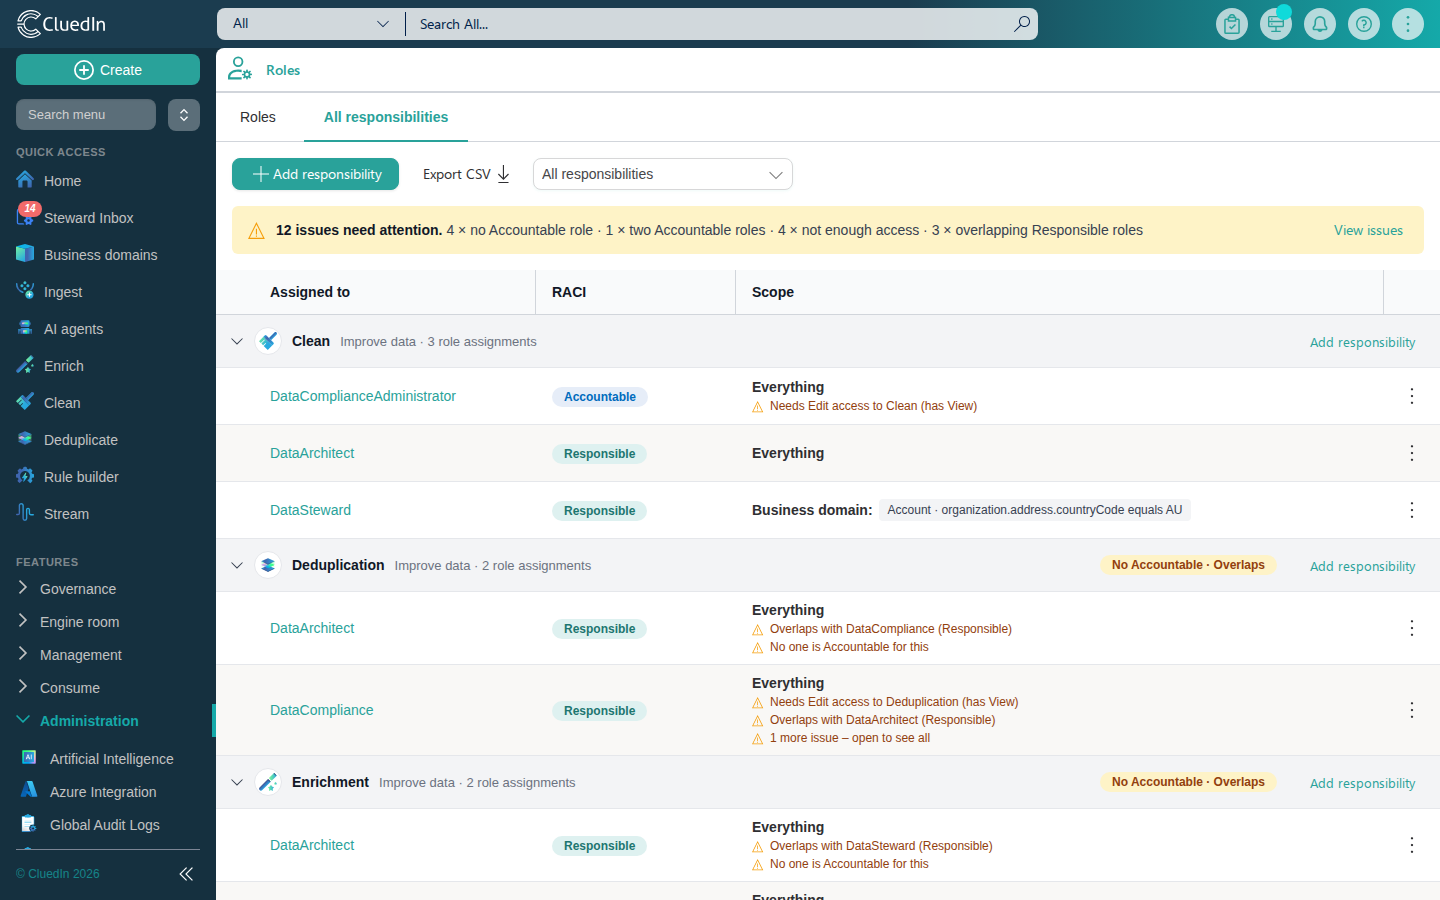 CluedIn
All
Search All...
Create
Search menu
QUICK ACCESS
Home
14
Steward Inbox
Business domains
Ingest
AI agents
Enrich
Clean
Deduplicate
Rule builder
Stream
FEATURES
Governance
Engine room
Management
Consume
Administration
AI
Artificial Intelligence
Azure Integration
Global Audit Logs
© CluedIn 2026
Roles
Roles
All responsibilities
Add responsibility
Export CSV
All responsibilities
12 issues need attention. 4 × no Accountable role · 1 × two Accountable roles · 4 × not enough access · 3 × overlapping Responsible roles
View issues
Assigned to
RACI
Scope
Clean Improve data · 3 role assignments
Add responsibility
DataComplianceAdministrator
Accountable
Everything
Needs Edit access to Clean (has View)
DataArchitect
Responsible
Everything
DataSteward
Responsible
Business domain: Account · organization.address.countryCode equals AU
Deduplication Improve data · 2 role assignments
No Accountable · Overlaps
Add responsibility
DataArchitect
Responsible
Everything
Overlaps with DataCompliance (Responsible)
No one is Accountable for this
DataCompliance
Responsible
Everything
Needs Edit access to Deduplication (has View)
Overlaps with DataArchitect (Responsible)
1 more issue – open to see all
Enrichment Improve data · 2 role assignments
No Accountable · Overlaps
Add responsibility
DataArchitect
Responsible
Everything
Overlaps with DataSteward (Responsible)
No one is Accountable for this
Everything